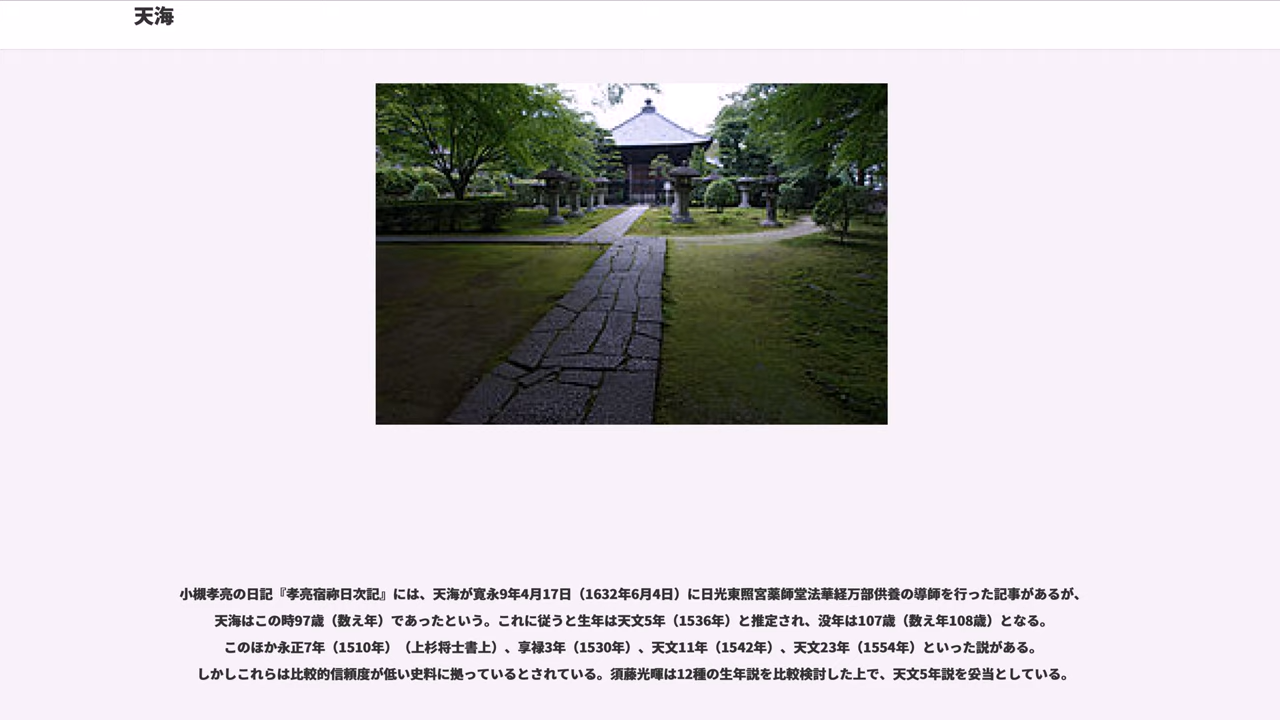 天海
小槻孝亮の日記『孝亮宿祢日次記』には、天海が寛永9年4月17日（1632年6月4日）に日光東照宮薬師堂法華経万部供養の導師を行った記事があるが、
天海はこの時97歳（数え年）であったという。これに従うと生年は天文5年（1536年）と推定され、没年は107歳（数え年108歳）となる。
このほか永正7年（1510年）（上杉将士書上）、享禄3年（1530年）、天文11年（1542年）、天文23年（1554年）といった説がある。
しかしこれらは比較的信頼度が低い史料に拠っているとされている。須藤光暉は12種の生年説を比較検討した上で、天文5年説を妥当としている。